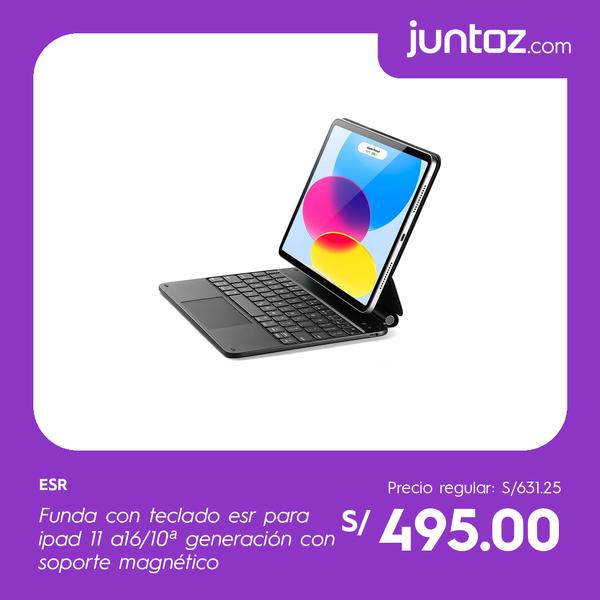 juntoz.com
ESR
Funda con teclado esr para
ipad 11 a16/10ª generación con
soporte magnético
Precio regular: S/631.25
S/ 495.00